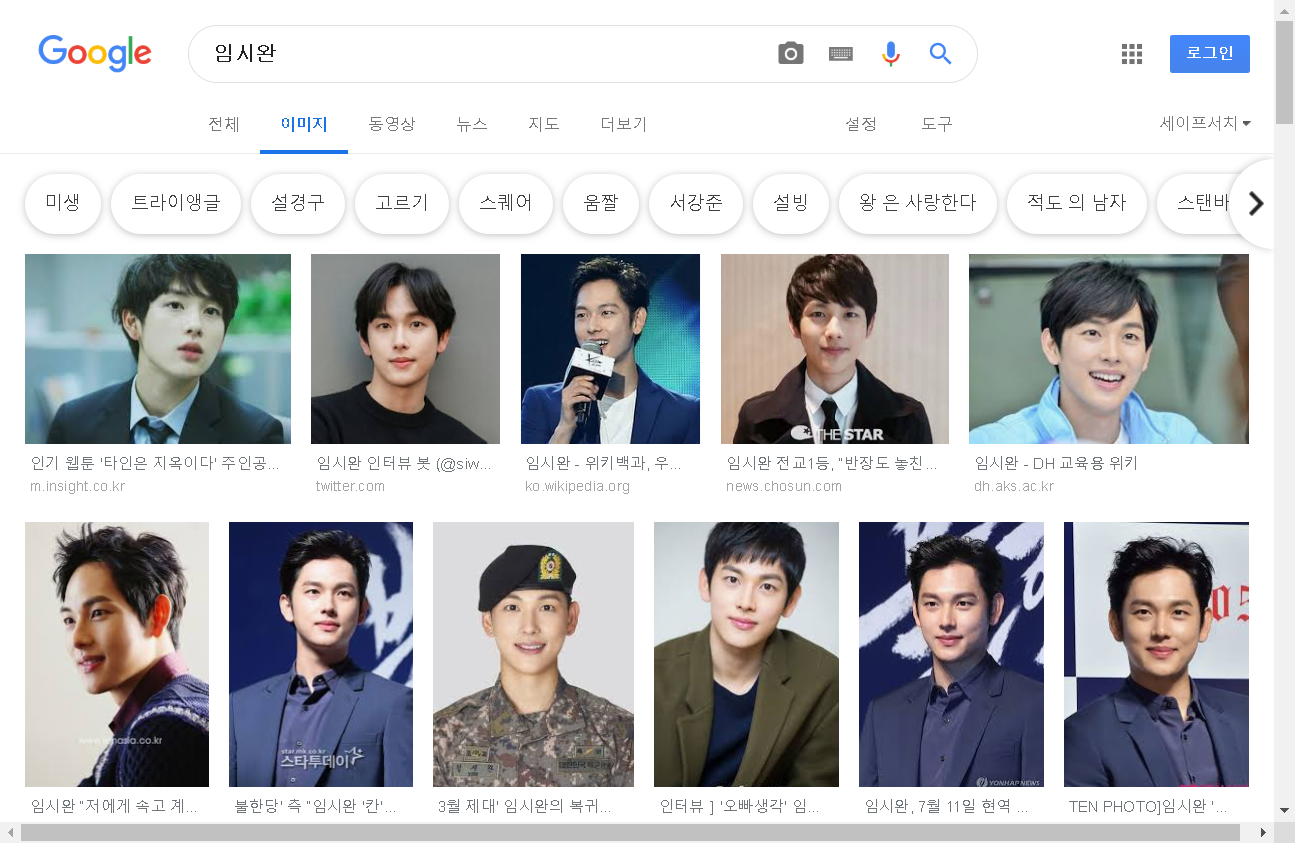 Google
임시완
로그인
전체 이미지 동영상 뉴스 지도 더보기 설정 도구 세이프서치
미생 트라이앵글 설경구 고르기 스퀘어 움짤 서강준 설빙 왕 은 사랑한다 적도 의 남자 스탠바
THE STAR
인기 웹툰 '타인은 지옥이다' 주인공...
m.insight.co.kr
임시완 인터뷰 봇 (@siw...
twitter.com
임시완 - 위키백과, 우...
ko.wikipedia.org
임시완 전교1등, "반장도 놓친...
news.chosun.com
임시완 - DH 교육용 위키
dh.aks.ac.kr
star.mk.co.kr
스타투데이
YONHAPNEWS
임시완 "저에게 속고 계...
불한당' 측 "임시완 '칸'...
3월 제대' 임시완의 복귀...
인터뷰 ] '오빠생각' 임...
임시완, 7월 11일 현역 ...
TEN PHOTO]임시완 '...